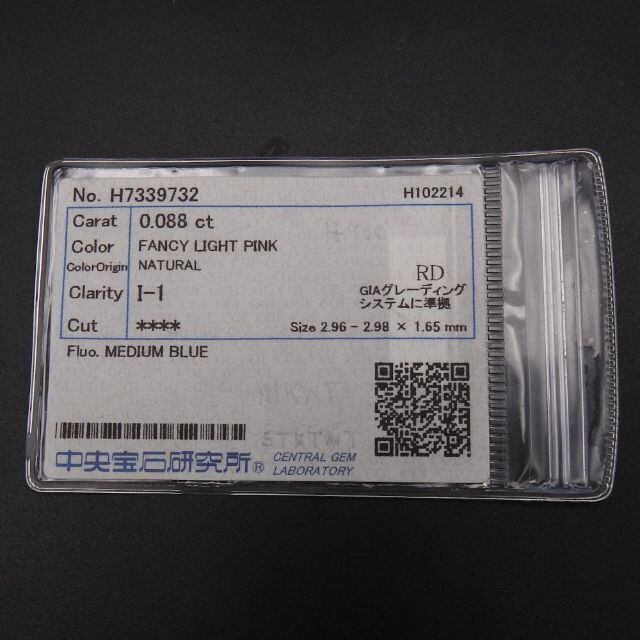 No. H7339732 H102214
Carat 0.088 ct
Color FANCY LIGHT PINK
ColorOrigin NATURAL
RD
Clarity I-1
GIAグレーディング
システムに準拠
Cut ****
Size 2.96 - 2.98 × 1.65 mm
Fluo. MEDIUM BLUE
中央宝石研究所® CENTRAL GEM
LABORATORY